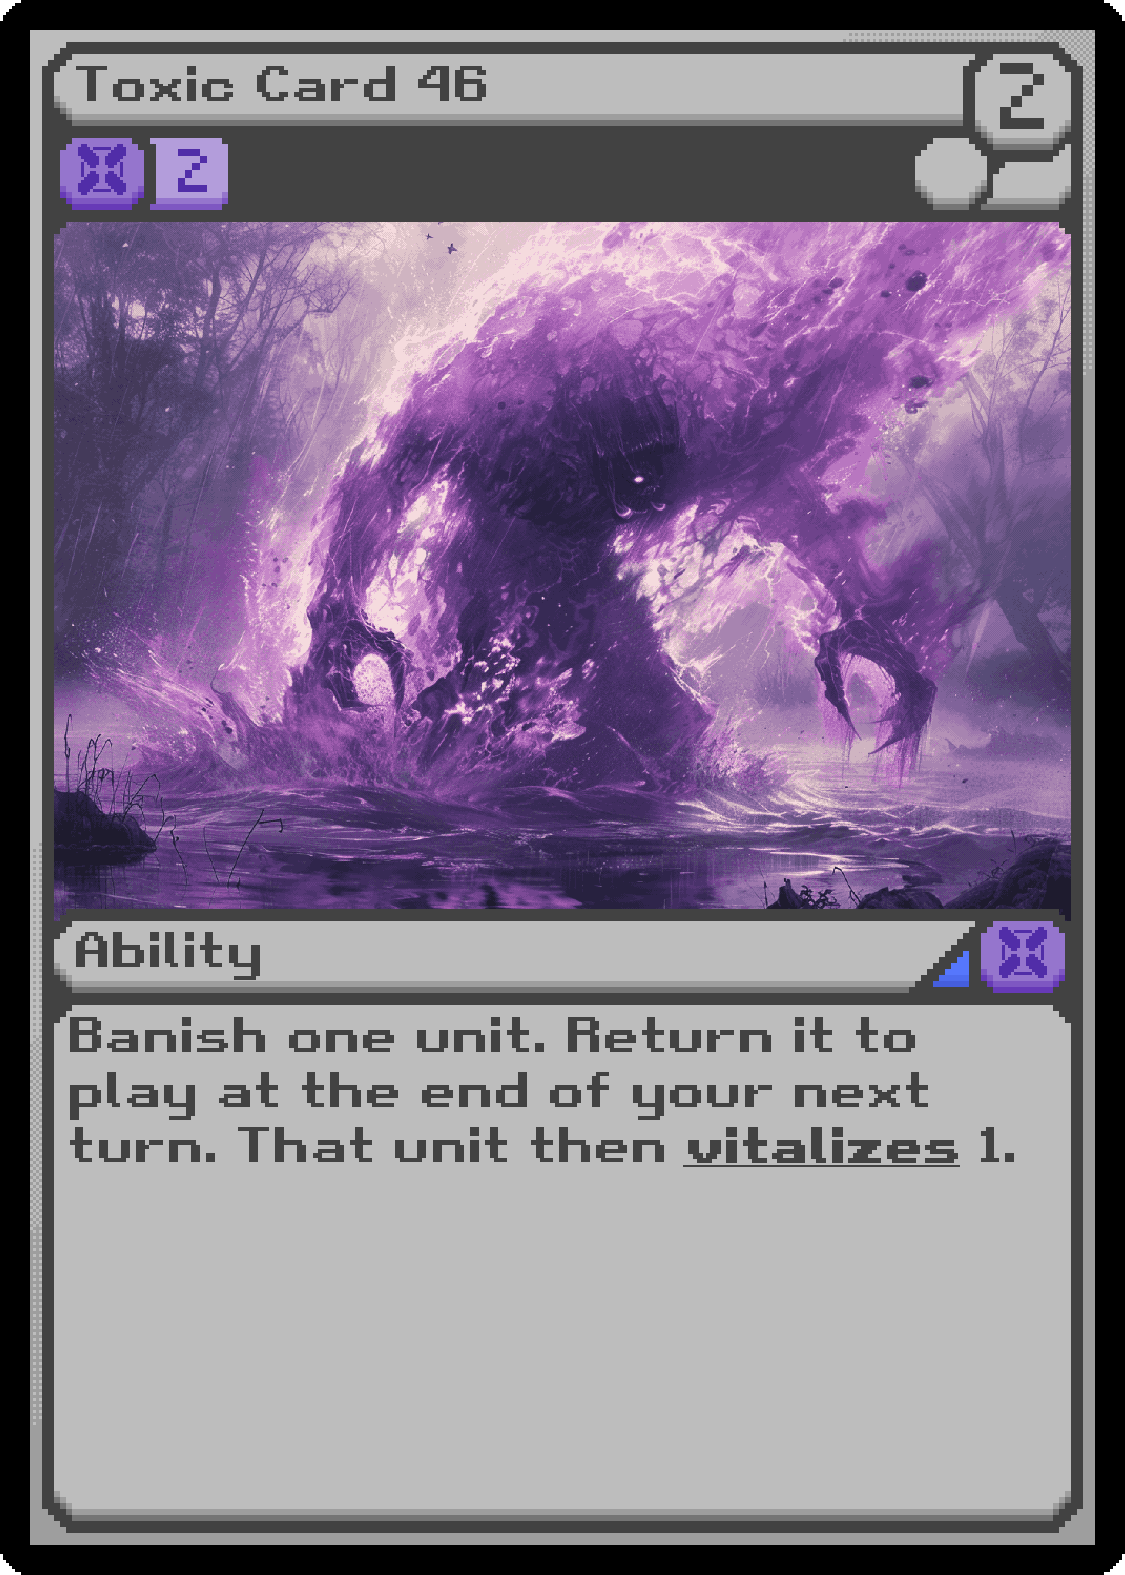 Toxic Card 46
2
2
Ability
Banish one unit. Return it to
play at the end of your next
turn. That unit then vitalizes 1.